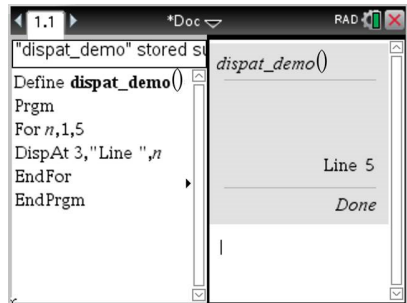 1.1 *Doc RAD
"dispat_demo" stored su
Define dispat_demo()
Prgm
For n,1,5
DispAt 3,"Line ",n
EndFor
EndPrgm
dispat_demo()
Line 5
Done